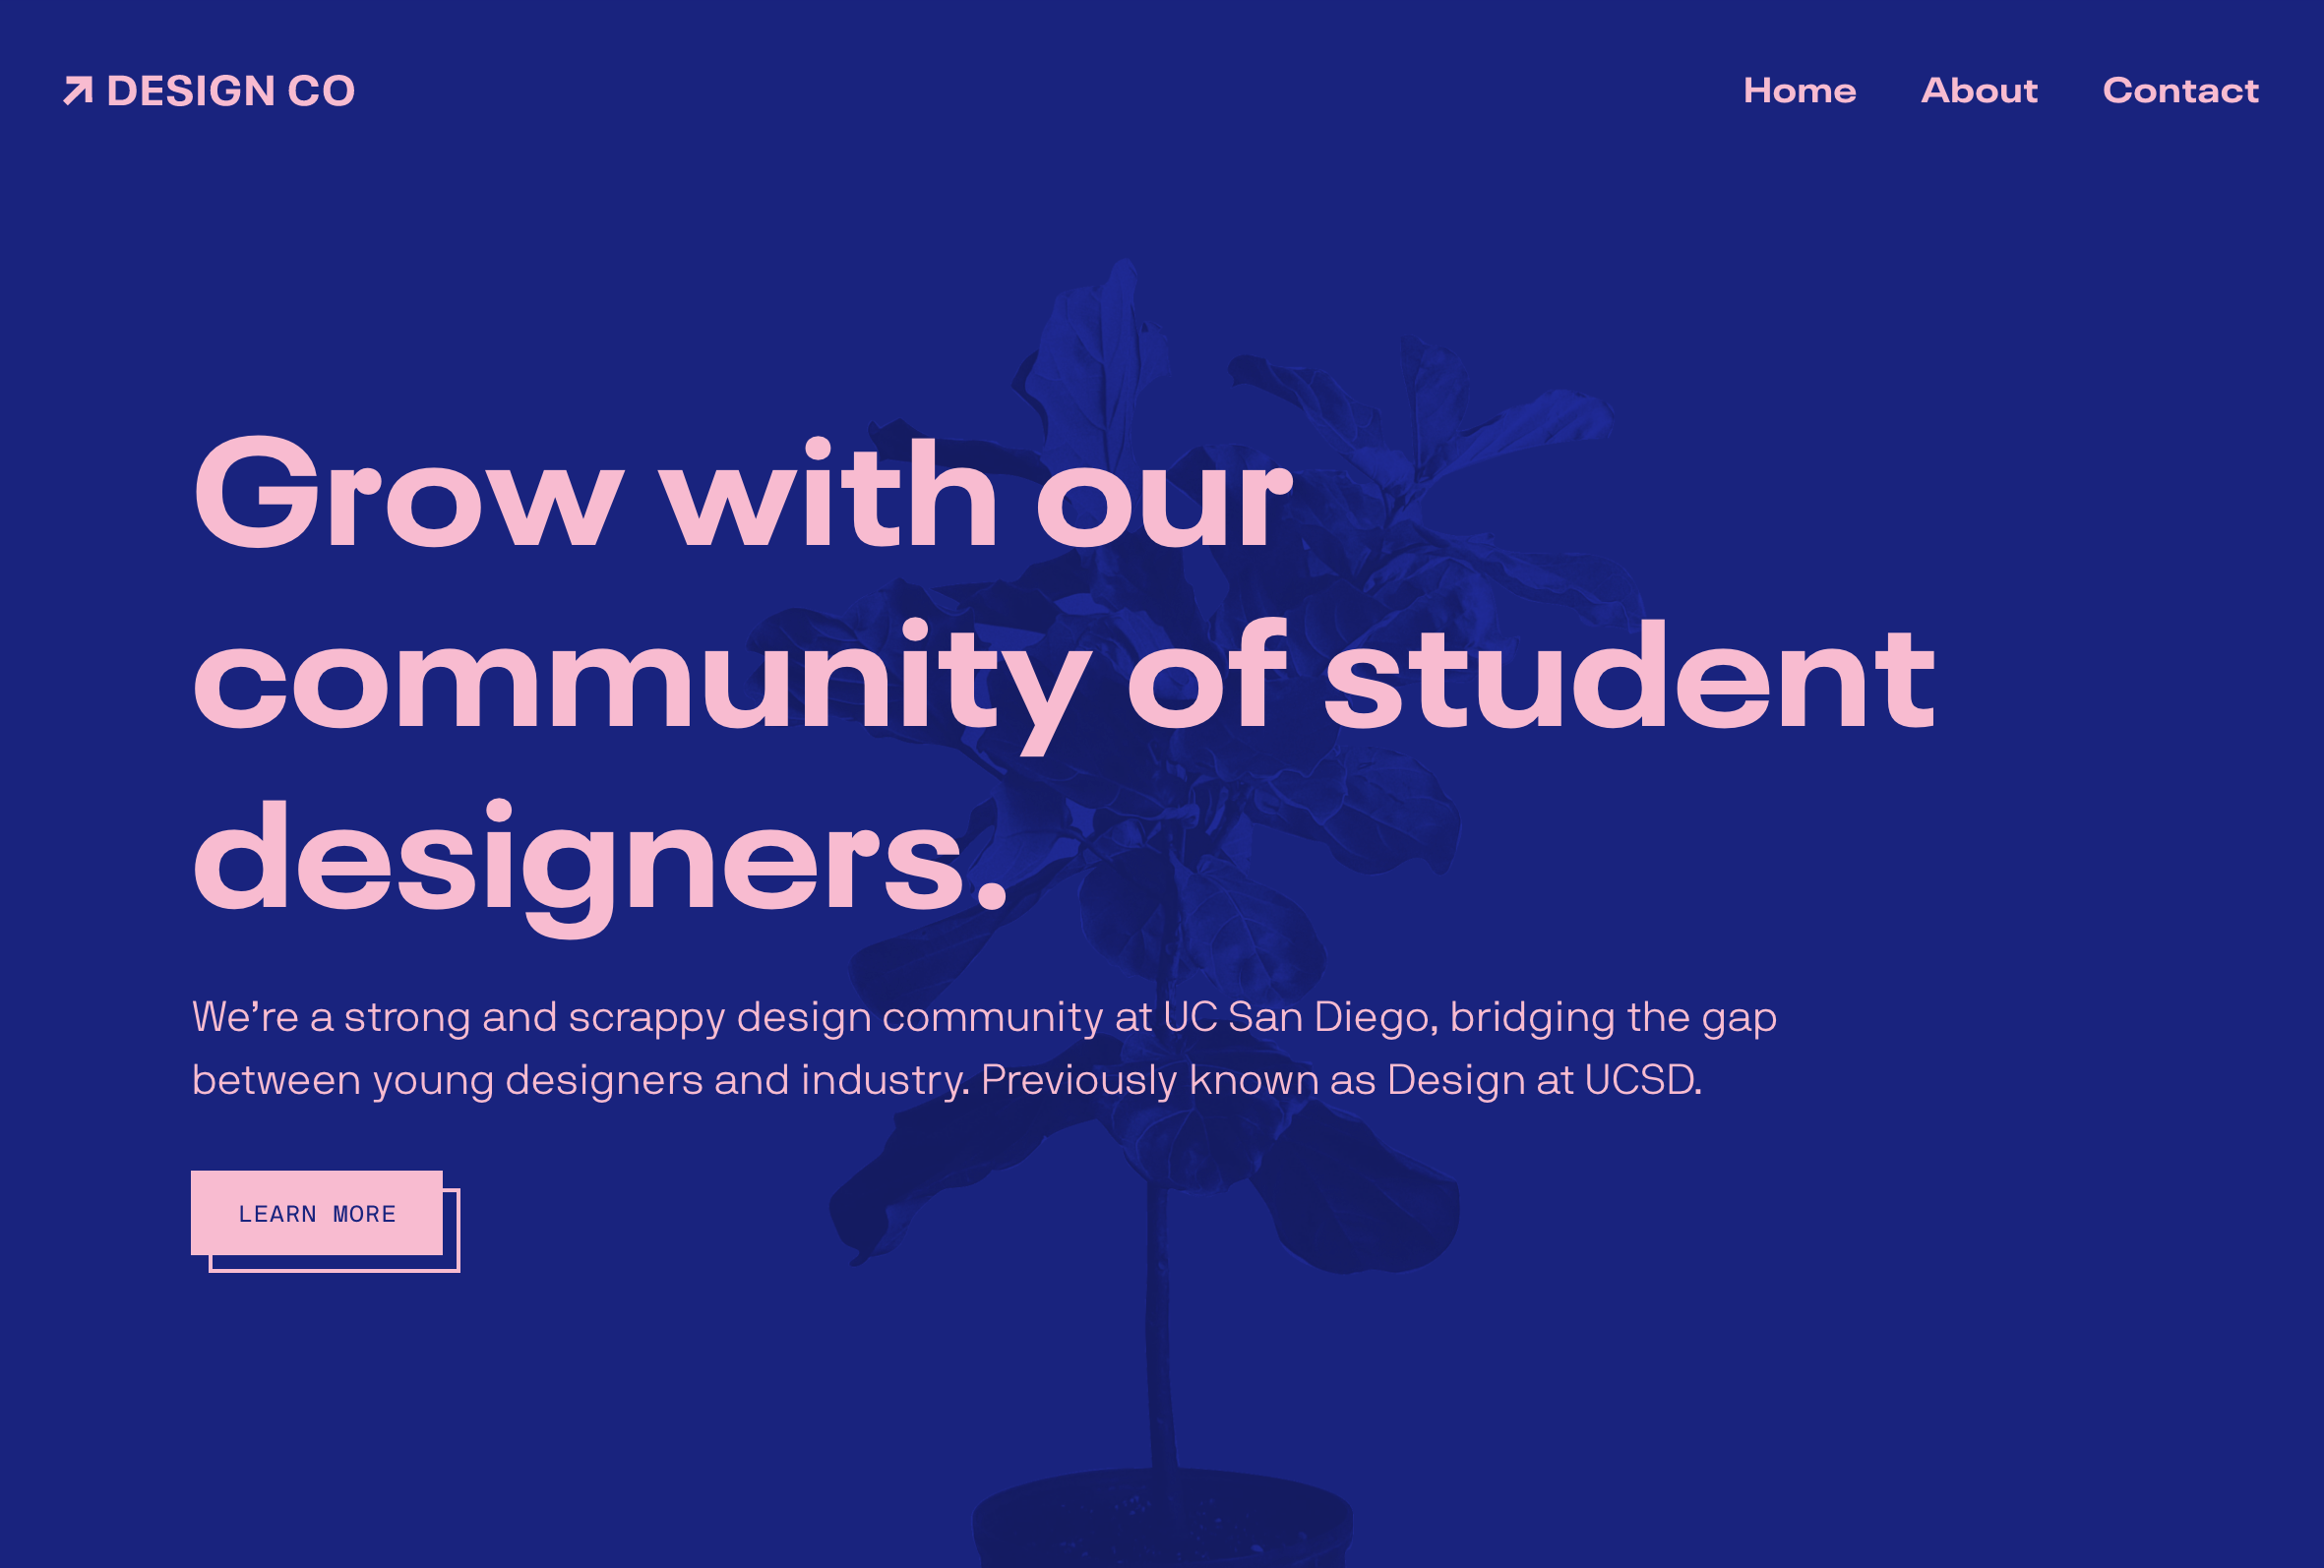 DESIGN CO
Home About Contact
Grow with our
community of student
designers.
We’re a strong and scrappy design community at UC San Diego, bridging the gap
between young designers and industry. Previously known as Design at UCSD.
LEARN MORE